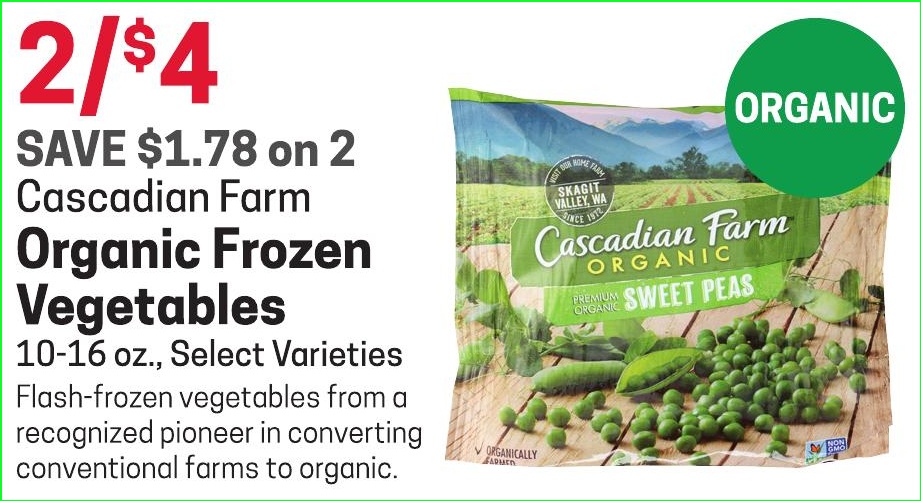 2/$4
SAVE $1.78 on 2
Cascadian Farm
Organic Frozen
Vegetables
10-16 oz., Select Varieties
Flash-frozen vegetables from a
recognized pioneer in converting
conventional farms to organic.
ORGANIC
VISIT OUR HOME FARM
SKAGIT
VALLEY, WA
SINCE 1972
Cascadian Farm
ORGANIC
PREMIUM
ORGANIC
SWEET PEAS
ORGANICALLY
FARMED
NON
GMO